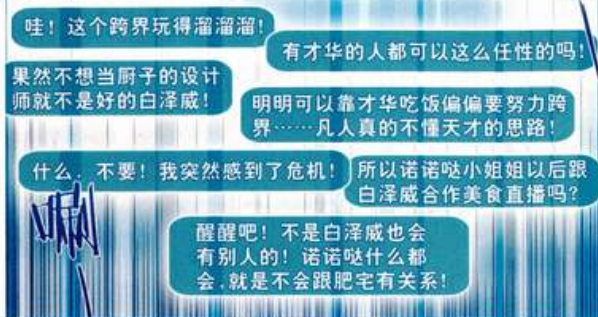 哇！这个跨界玩得溜溜溜！
有才华的人都可以这么任性的吗！
果然不想当厨子的设计
师就不是好的白泽威！
明明可以靠才华吃饭偏偏要努力跨
界……凡人真的不懂天才的思路！
什么，不要！我突然感到了危机！
所以诺诺哒小姐姐以后跟
白泽威合作美食直播吗？
醒醒吧！不是白泽威也会
有别人的！诺诺哒什么都
会，就是不会跟肥宅有关系！